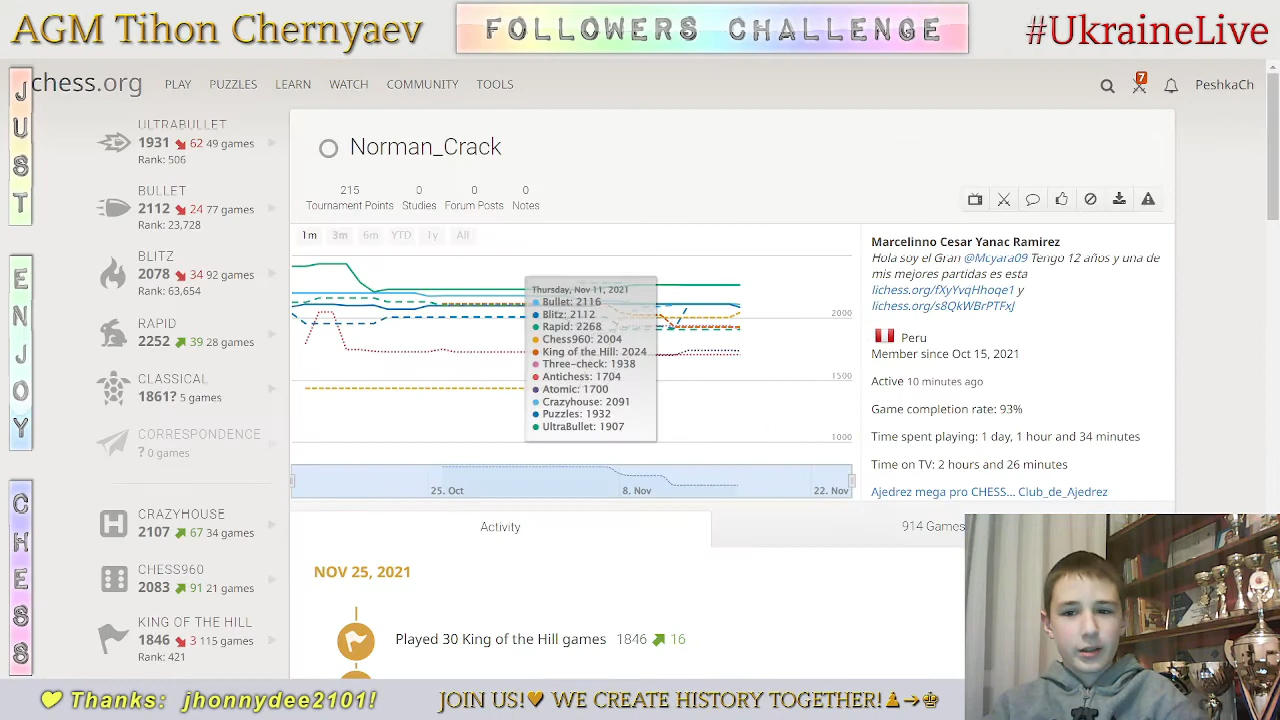 AGM Tihon Chernyaev
FOLLOWERS CHALLENGE
#UkraineLive
JUST
ENJOY
CHESS
chess.org
PLAY
PUZZLES
LEARN
WATCH
COMMUNITY
TOOLS
7
PeshkaCh
ULTRABULLET
1931 62 49 games
Rank: 506
BULLET
2112 24 77 games
Rank: 23,728
BLITZ
2078 34 92 games
Rank: 63,654
RAPID
2252 39 28 games
CLASSICAL
1861? 5 games
CORRESPONDENCE
? 0 games
CRAZYHOUSE
2107 67 34 games
CHESS960
2083 91 21 games
KING OF THE HILL
1846 3 115 games
Rank: 421
Norman_Crack
215
Tournament Points
0
Studies
0
Forum Posts
0
Notes
1m 3m 6m YTD 1y All
Thursday, Nov 11, 2021
Bullet: 2116
Blitz: 2112
Rapid: 2268
Chess960: 2004
King of the Hill: 2024
Three-check: 1938
Antichess: 1704
Atomic: 1700
Crazyhouse: 2091
Puzzles: 1932
UltraBullet: 1907
2000
1500
1000
25. Oct
8. Nov
22. Nov
Marcelinno Cesar Yanac Ramirez
Hola soy el Gran @Mcyara09 Tengo 12 años y una de
mis mejores partidas es esta
lichess.org/fXyYvqHhoqe1 y
lichess.org/s8QkWBrPTFxJ
Peru
Member since Oct 15, 2021
Active 10 minutes ago
Game completion rate: 93%
Time spent playing: 1 day, 1 hour and 34 minutes
Time on TV: 2 hours and 26 minutes
Ajedrez mega pro CHESS... Club_de_Ajedrez
Activity
914 Games
NOV 25, 2021
Played 30 King of the Hill games 1846 16
Thanks: jhonnydee2101!
JOIN US!🧡 WE CREATE HISTORY TOGETHER!♟→♔